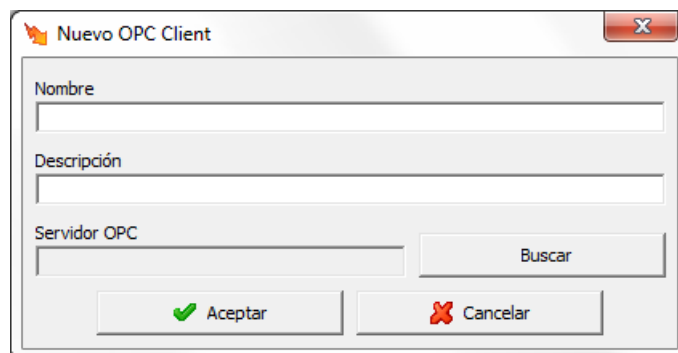 Nuevo OPC Client
Nombre
Descripción
Servidor OPC
Buscar
Aceptar
Cancelar